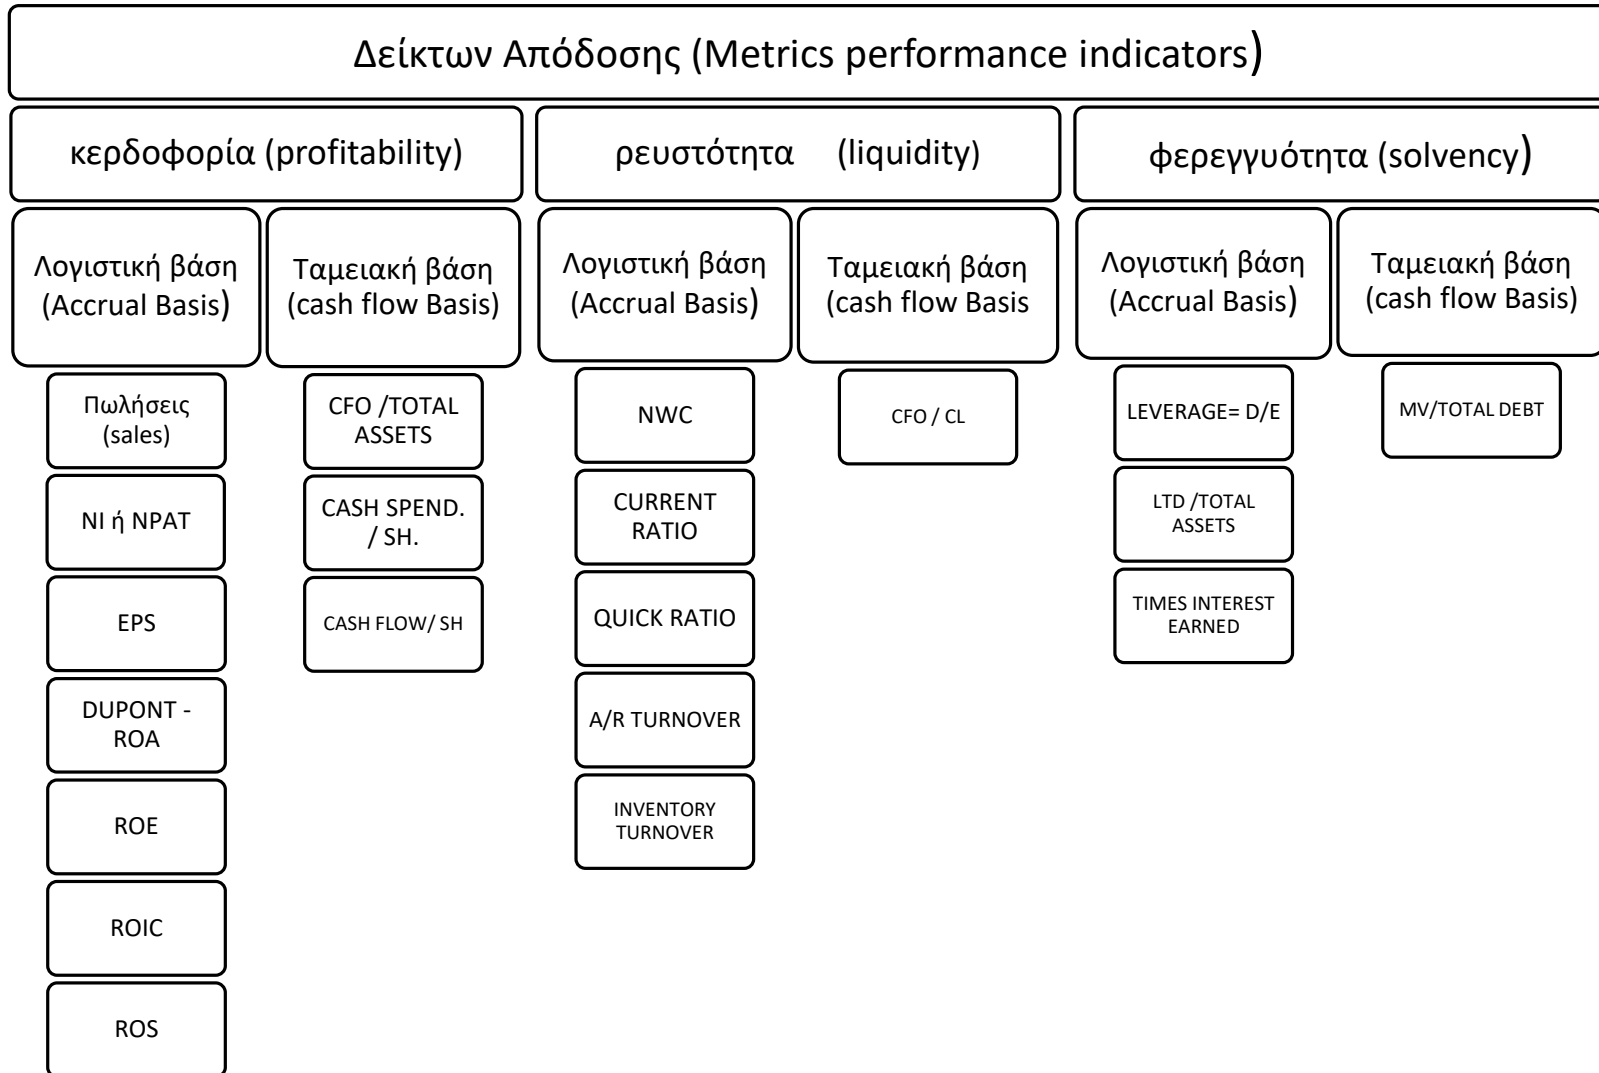 Δείκτων Απόδοσης (Metrics performance indicators)
κερδοφορία (profitability)
ρευστότητα (liquidity)
φερεγγυότητα (solvency)
Λογιστική βάση
(Accrual Basis)
Ταμειακή βάση
(cash flow Basis)
Λογιστική βάση
(Accrual Basis)
Ταμειακή βάση
(cash flow Basis
Λογιστική βάση
(Accrual Basis)
Ταμειακή βάση
(cash flow Basis)
Πωλήσεις
(sales)
NI ή NPAT
EPS
DUPONT -
ROA
ROE
ROIC
ROS
CFO /TOTAL
ASSETS
CASH SPEND.
/ SH.
CASH FLOW/ SH
NWC
CURRENT
RATIO
QUICK RATIO
A/R TURNOVER
INVENTORY
TURNOVER
CFO / CL
LEVERAGE= D/E
LTD /TOTAL
ASSETS
TIMES INTEREST
EARNED
MV/TOTAL DEBT